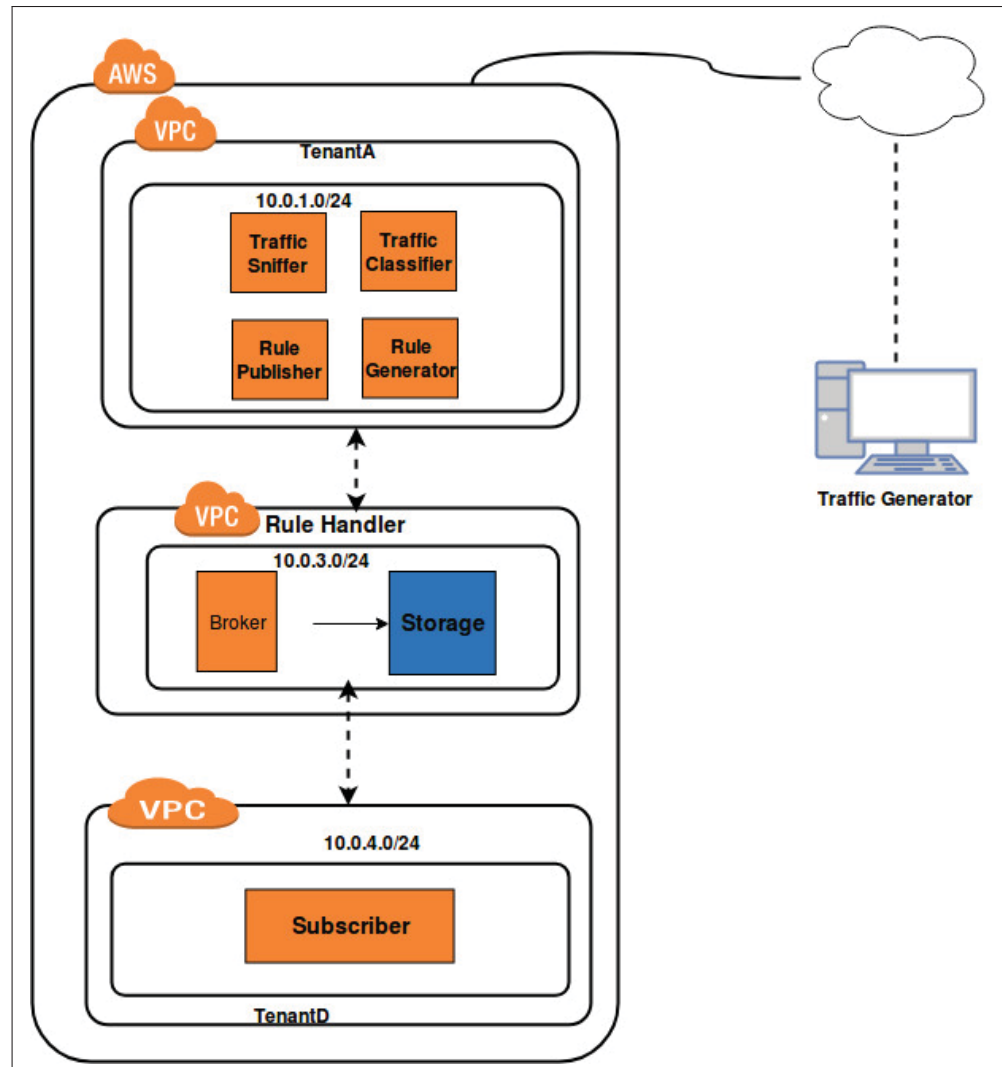 AWS
VPC
TenantA
10.0.1.0/24
Traffic
Sniffer
Traffic
Classifier
Rule
Publisher
Rule
Generator
VPC
Rule Handler
10.0.3.0/24
Broker
Storage
VPC
10.0.4.0/24
Subscriber
TenantD
Traffic Generator